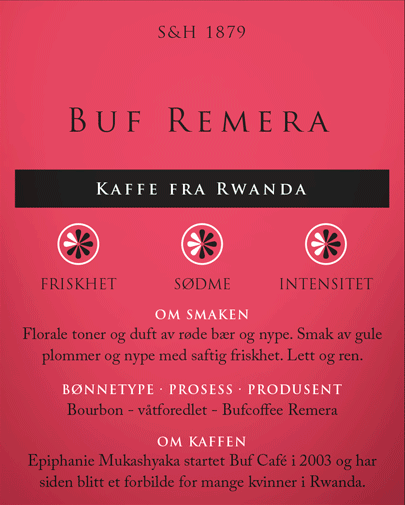 S&H 1879
BUF REMERA
KAFFE FRA RWANDA
FRISKHET SØDME INTENSITET
OM SMAKEN
Florale toner og duft av røde bær og nype. Smak av gule
plommer og nype med saftig friskhet. Lett og ren.
BØNNETYPE · PROSESS · PRODUSENT
Bourbon - våtforedlet - Bufcoffee Remera
OM KAFFEN
Epiphanie Mukashyaka startet Buf Café i 2003 og har
siden blitt et forbilde for mange kvinner i Rwanda.